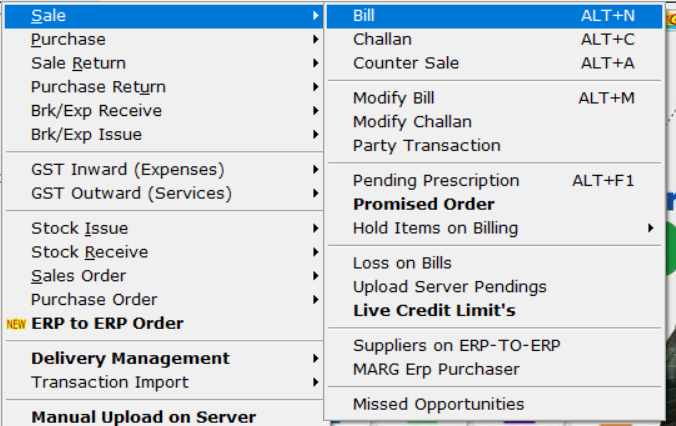 Sale
Purchase
Sale Return
Purchase Return
Brk/Exp Receive
Brk/Exp Issue
GST Inward (Expenses)
GST Outward (Services)
Stock Issue
Stock Receive
Sales Order
Purchase Order
NEW ERP to ERP Order
Delivery Management
Transaction Import
Manual Upload on Server
Bill ALT+N
Challan ALT+C
Counter Sale ALT+A
Modify Bill ALT+M
Modify Challan
Party Transaction
Pending Prescription ALT+F1
Promised Order
Hold Items on Billing
Loss on Bills
Upload Server Pendings
Live Credit Limit's
Suppliers on ERP-TO-ERP
MARG Erp Purchaser
Missed Opportunities